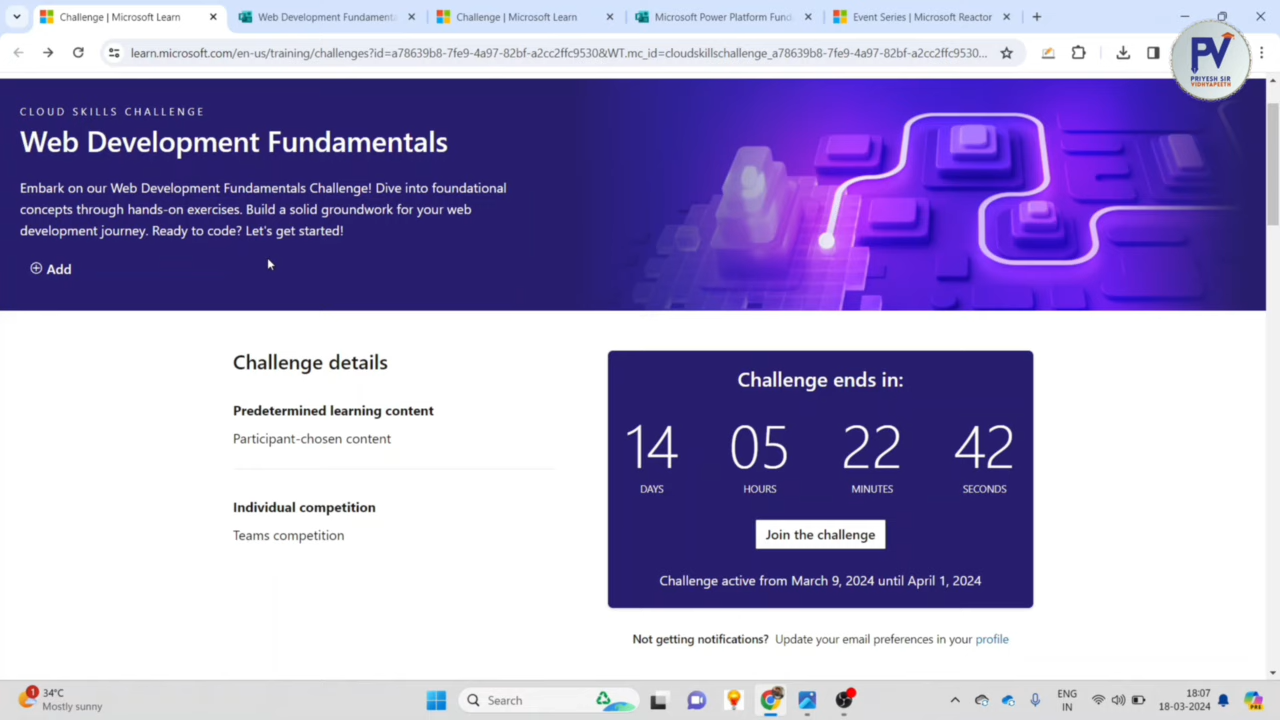 Challenge | Microsoft Learn
Web Development Fundament
Challenge | Microsoft Learn
Microsoft Power Platform Fund
Event Series | Microsoft Reactor
learn.microsoft.com/en-us/training/challenges?id=a78639b8-7fe9-4a97-82bf-a2cc2ffc9530&WT.mc_id=cloudskillschallenge_a78639b8-7fe9-4a97-82bf-a2cc2ffc9530...
PV
PRIYESH SIR
VIDHYAPEETH
CLOUD SKILLS CHALLENGE
Web Development Fundamentals
Embark on our Web Development Fundamentals Challenge! Dive into foundational
concepts through hands-on exercises. Build a solid groundwork for your web
development journey. Ready to code? Let's get started!
Add
Challenge details
Predetermined learning content
Participant-chosen content
Individual competition
Teams competition
Challenge ends in:
14 05 22 42
DAYS HOURS MINUTES SECONDS
Join the challenge
Challenge active from March 9, 2024 until April 1, 2024
Not getting notifications? Update your email preferences in your profile
1
34°C
Mostly sunny
Search
ENG
IN
18:07
18-03-2024
PRE